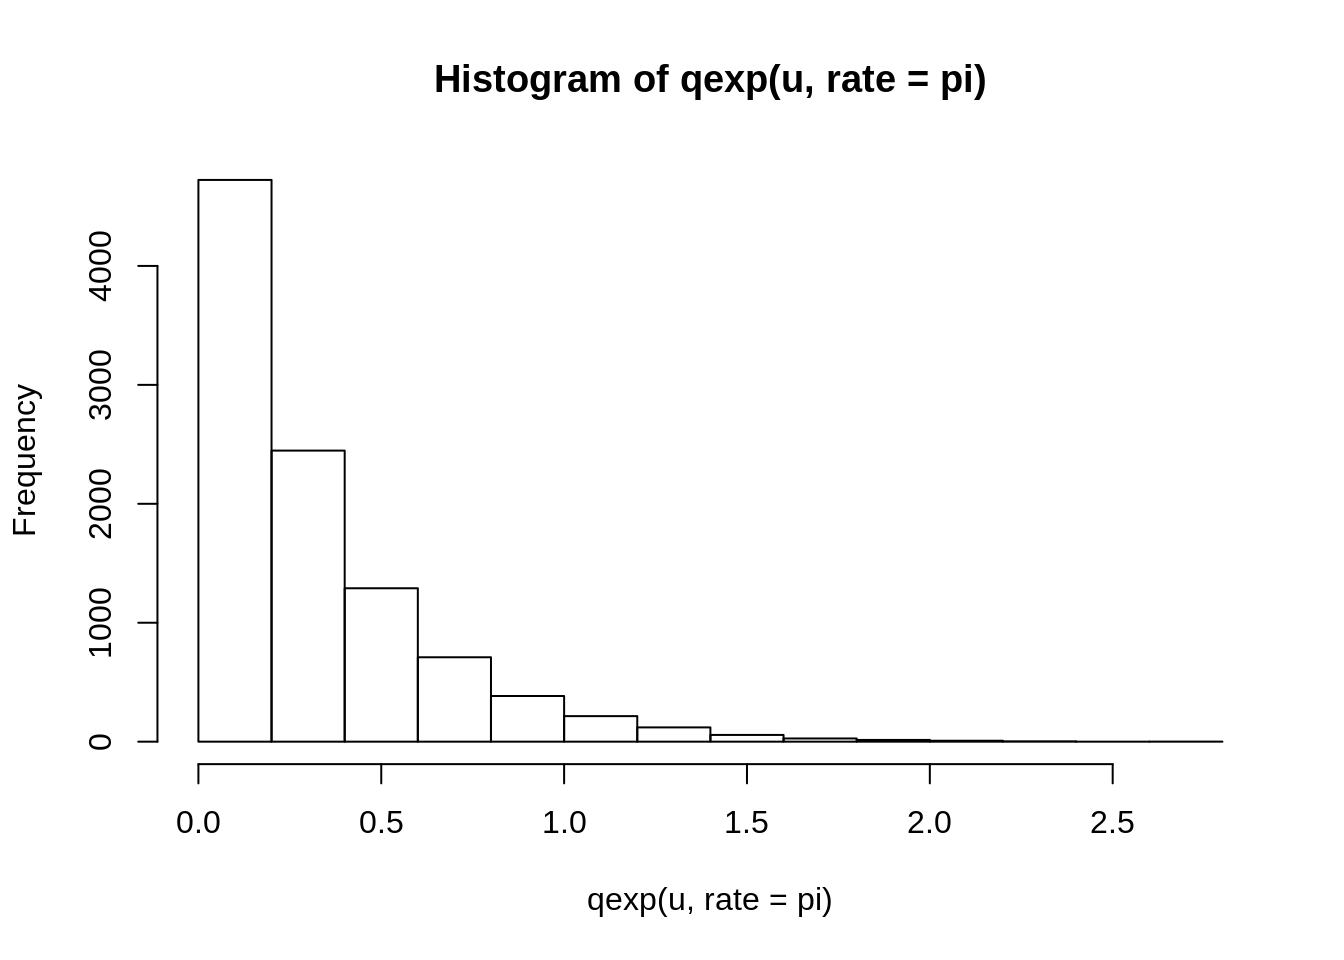 Histogram of qexp(u, rate = pi)
Frequency
4000
3000
2000
1000
0
0.0 0.5 1.0 1.5 2.0 2.5
qexp(u, rate = pi)